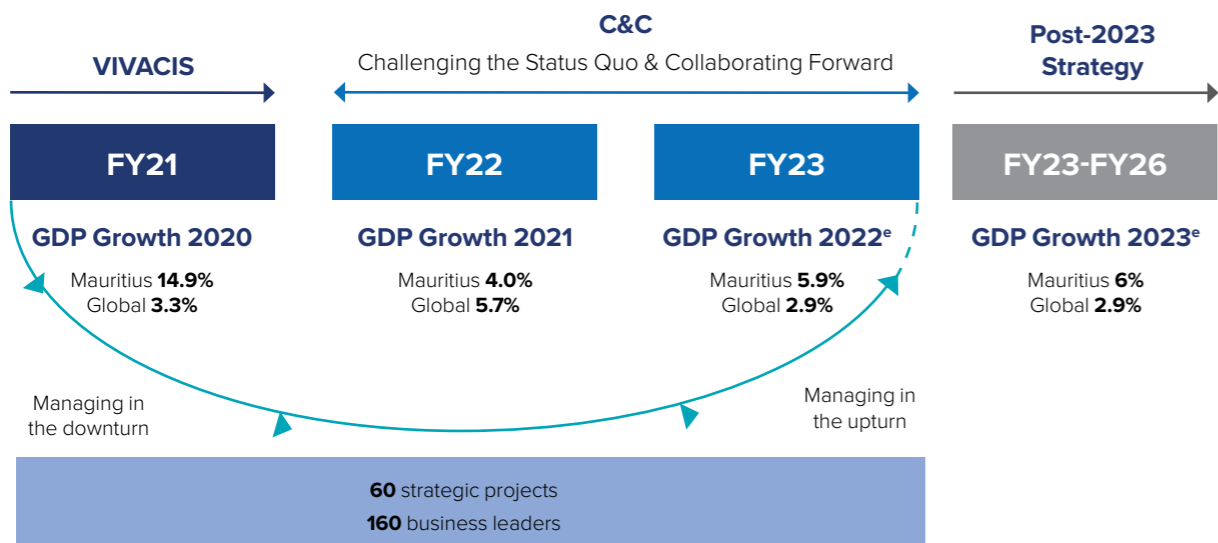 VIVACIS
C&C
Challenging the Status Quo & Collaborating Forward
Post-2023
Strategy
FY21
FY22
FY23
FY23-FY26
GDP Growth 2020
Mauritius 14.9%
Global 3.3%
GDP Growth 2021
Mauritius 4.0%
Global 5.7%
GDP Growth 2022ᵉ
Mauritius 5.9%
Global 2.9%
GDP Growth 2023ᵉ
Mauritius 6%
Global 2.9%
Managing in
the downturn
Managing in
the upturn
60 strategic projects
160 business leaders